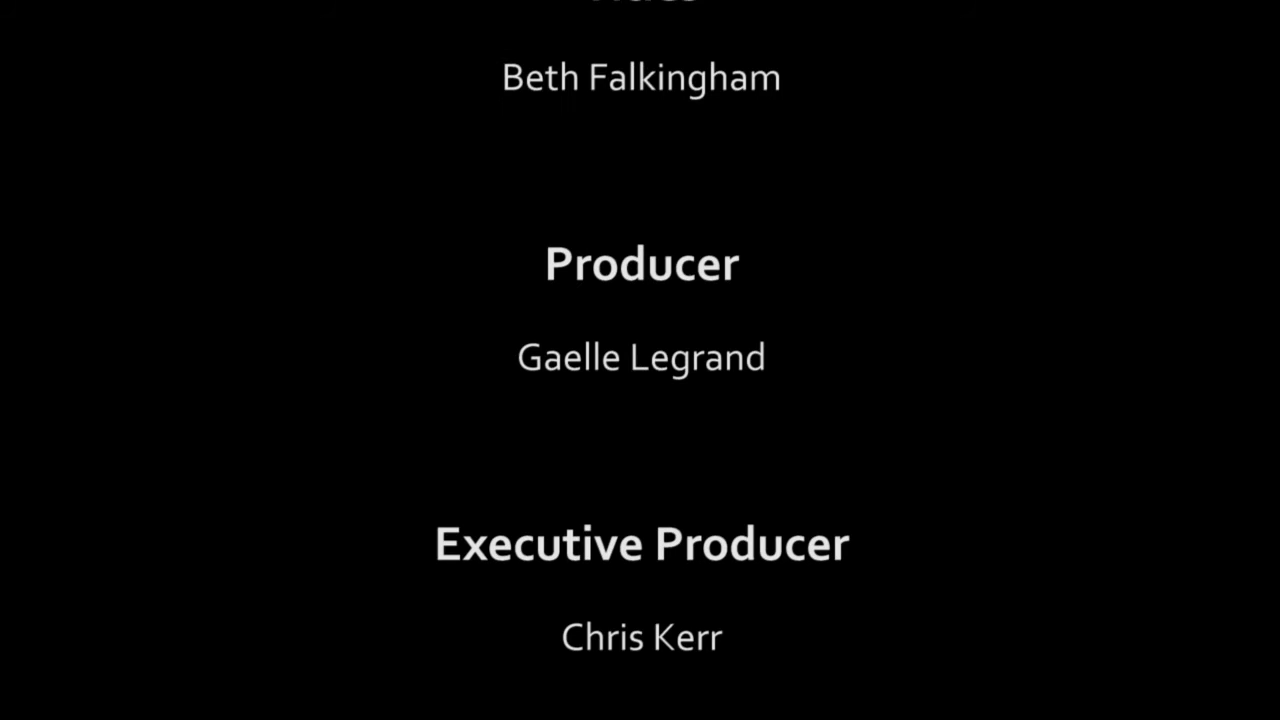 Beth Falkingham
Producer
Gaelle Legrand
Executive Producer
Chris Kerr